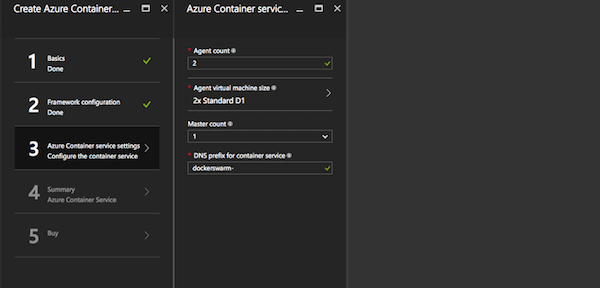 Create Azure Container...
1
Basics
Done
2
Framework configuration
Done
3
Azure Container service settings
Configure the container service
4
Summary
Azure Container Service
5
Buy
Azure Container servic...
* Agent count
2
* Agent virtual machine size
2x Standard D1
Master count
1
* DNS prefix for container service
dockerswarm-